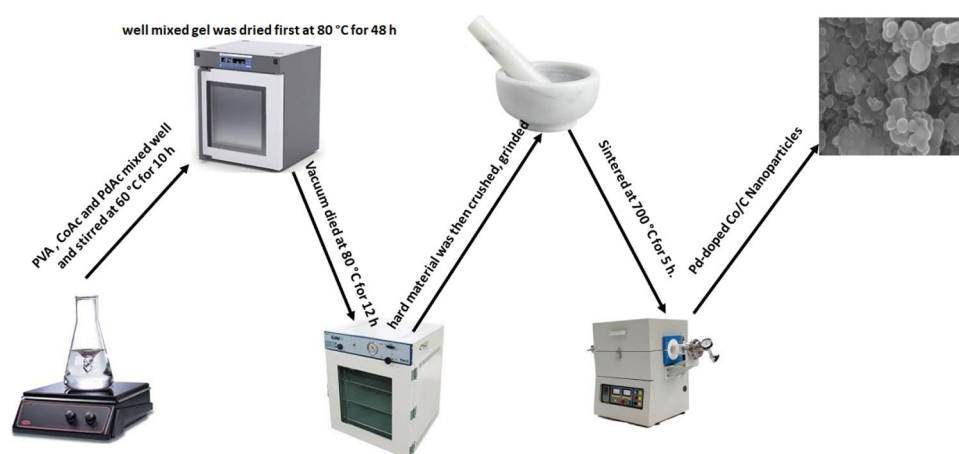 well mixed gel was dried first at 80 °C for 48 h
PVA , CoAc and PdAc mixed well
and stirred at 60 °C for 10 h
Vacuum died at 80 °C for 12 h
hard material was then crushed, grinded
Sintered at 700 °C for 5 h.
Pd-doped Co/C Nanoparticles